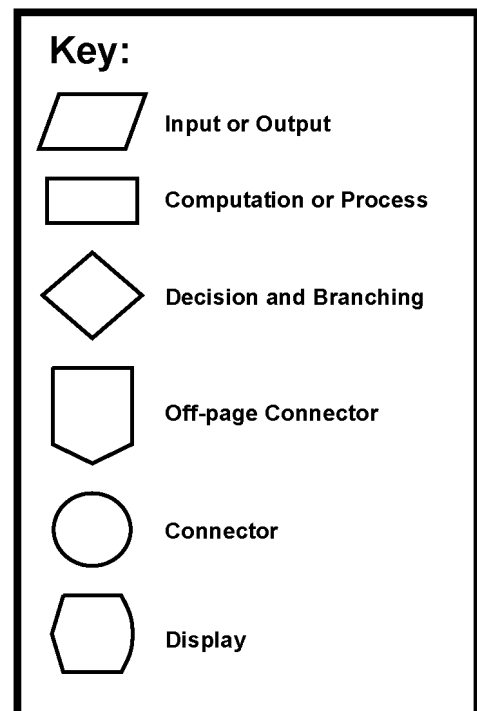 Key:
Input or Output
Computation or Process
Decision and Branching
Off-page Connector
Connector
Display